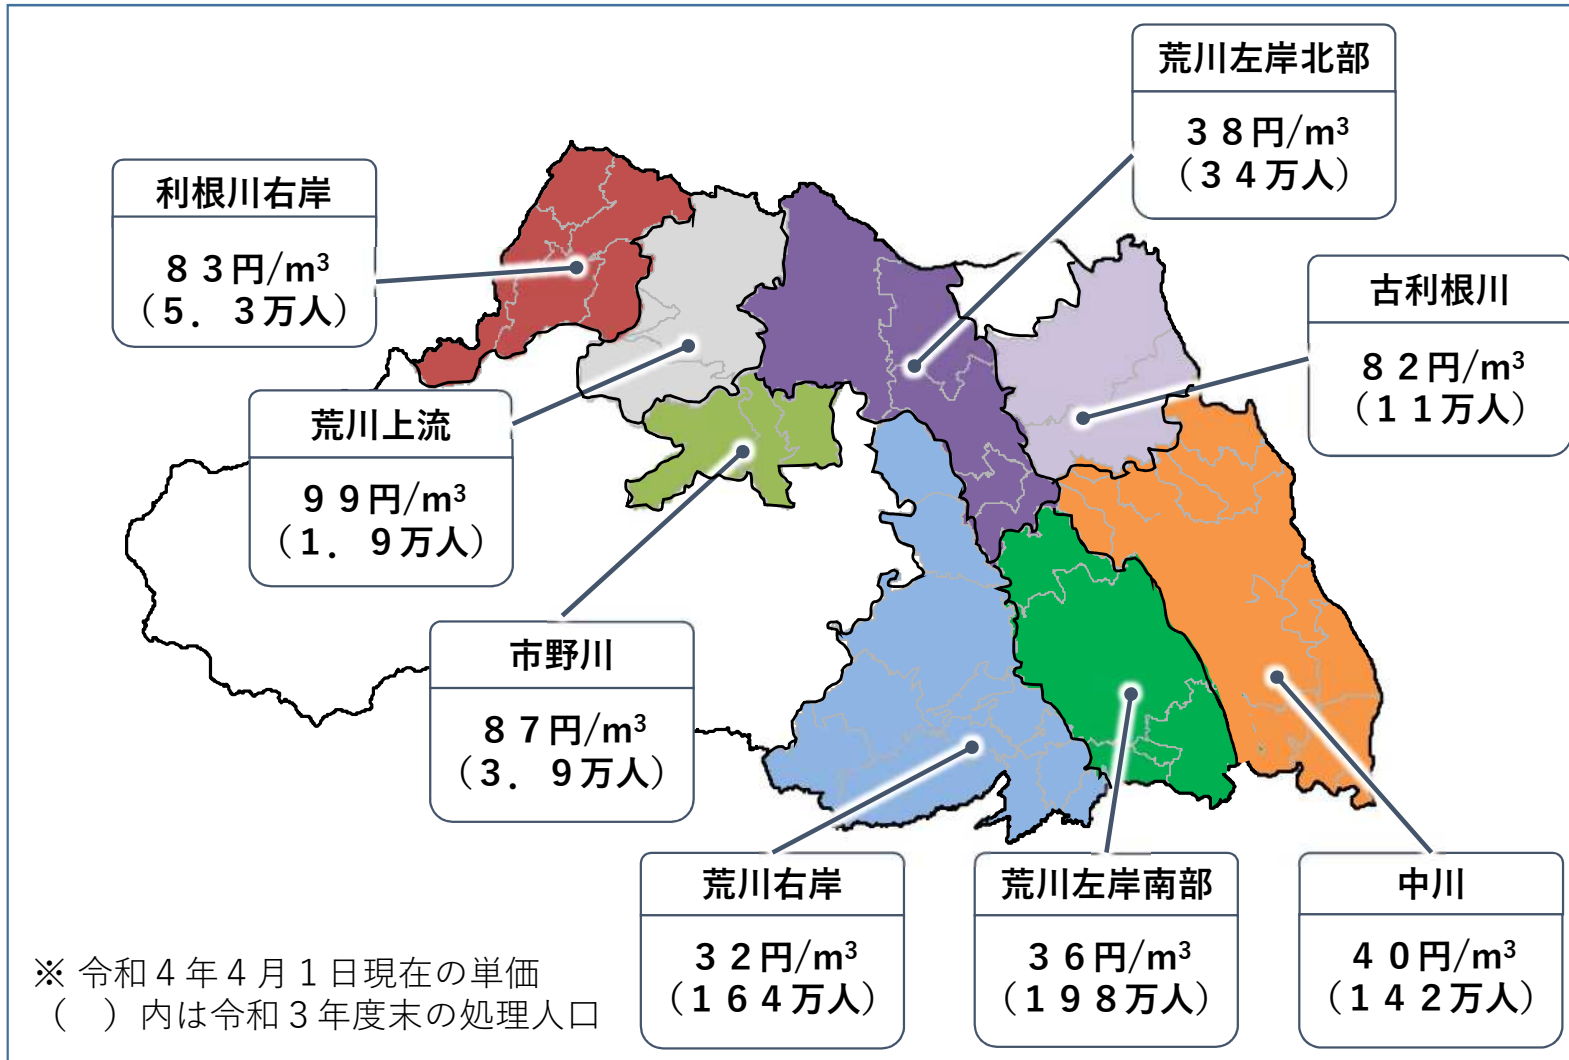 荒川左岸北部
３８円/m³
（３４万人）
利根川右岸
８３円/m³
（５．３万人）
古利根川
８２円/m³
（１１万人）
荒川上流
９９円/m³
（１．９万人）
市野川
８７円/m³
（３．９万人）
荒川右岸
３２円/m³
（１６４万人）
荒川左岸南部
３６円/m³
（１９８万人）
中川
４０円/m³
（１４２万人）
※ 令和４年４月１日現在の単価
（　）内は令和３年度末の処理人口